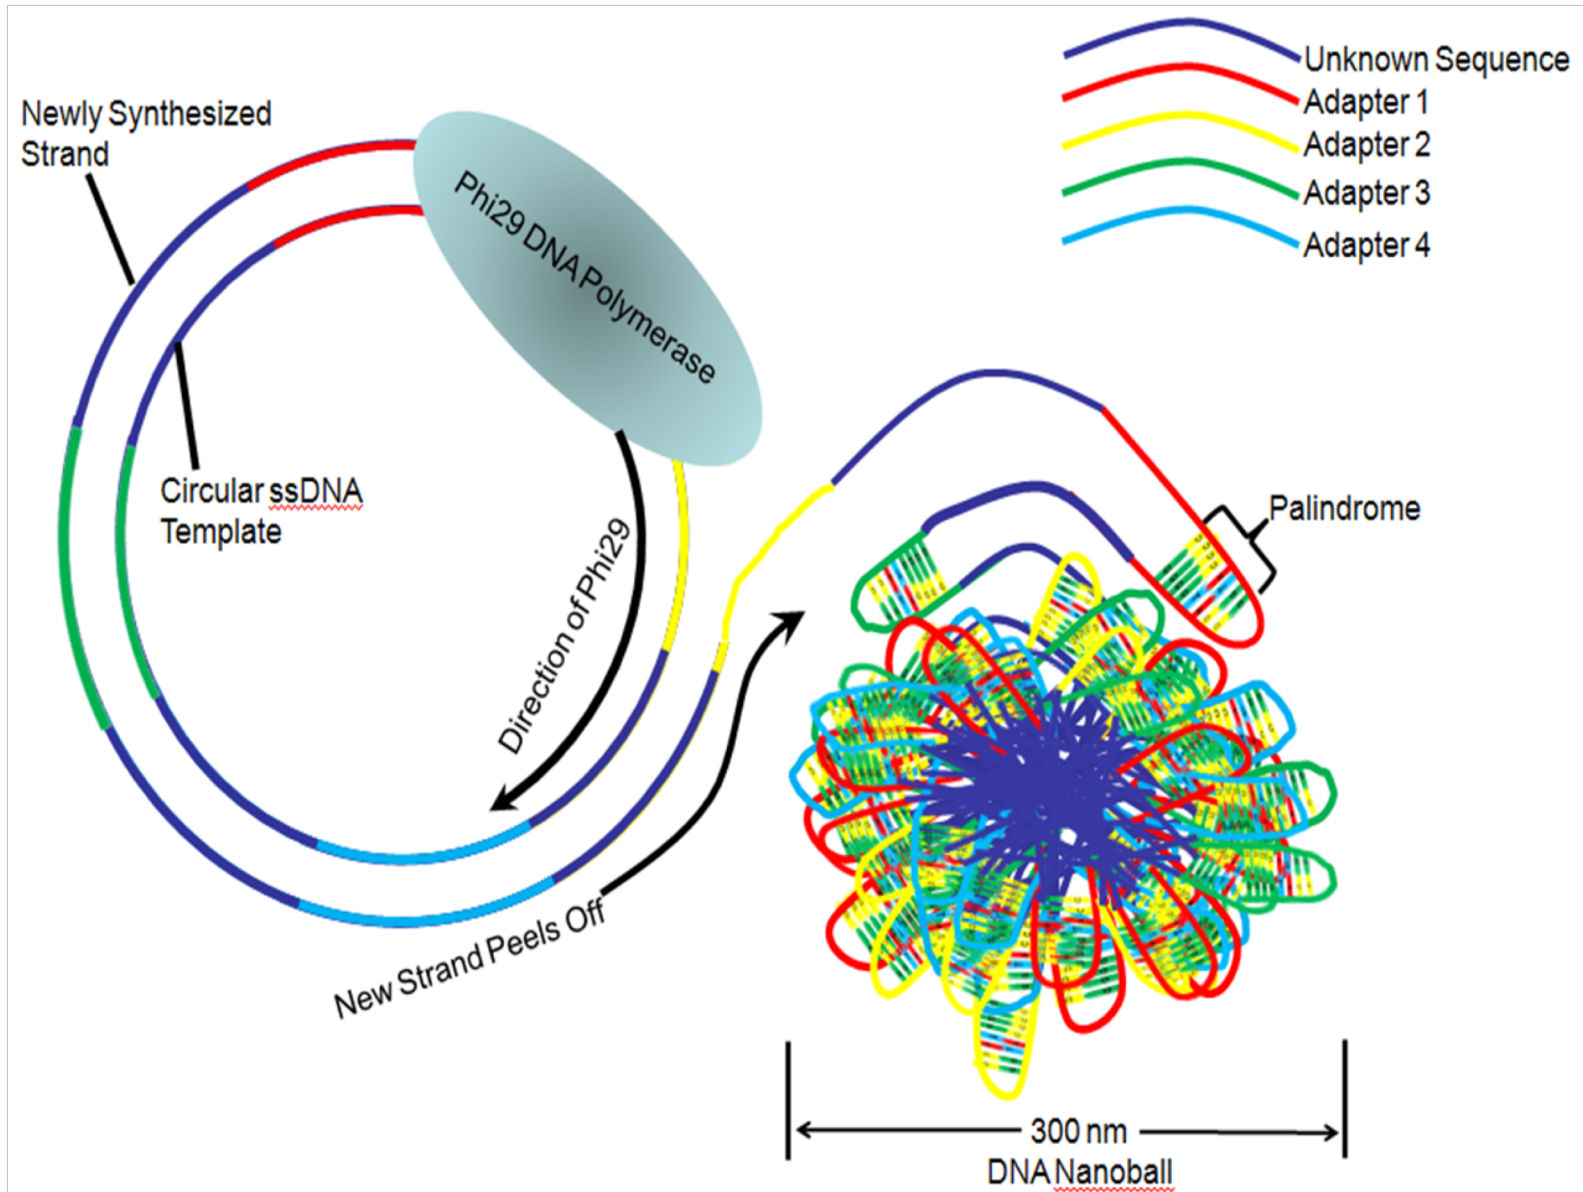 Unknown Sequence
Adapter 1
Adapter 2
Adapter 3
Adapter 4
Newly Synthesized
Strand
Phi29 DNA Polymerase
Circular ssDNA
Template
Direction of Phi29
New Strand Peels Off
Palindrome
300 nm
DNA Nanoball